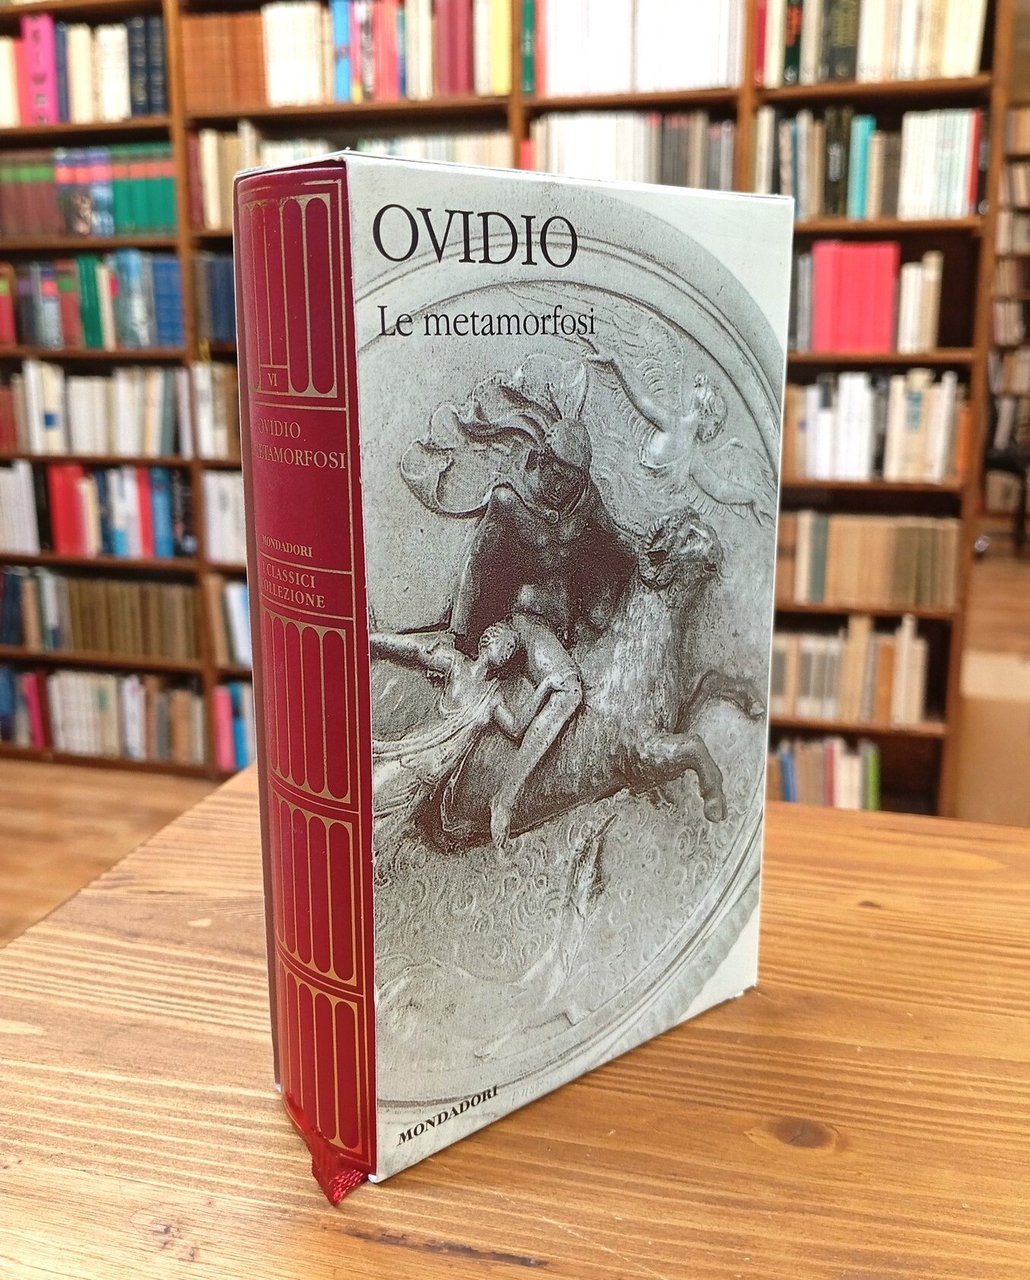 OVIDIO
Le metamorfosi
MONDADORI
VI
OVIDIO
METAMORFOSI
MONDADORI
CLASSICI
COLLEZIONE